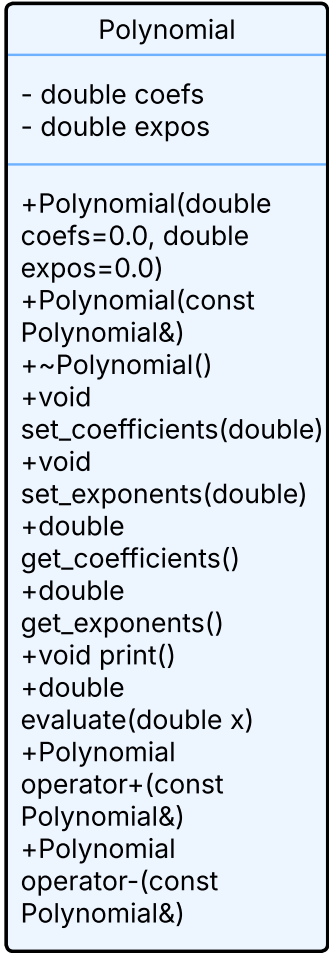 Polynomial
- double coefs
- double expos
+Polynomial(double
coefs=0.0, double
expos=0.0)
+Polynomial(const
Polynomial&)
+~Polynomial()
+void
set_coefficients(double)
+void
set_exponents(double)
+double
get_coefficients()
+double
get_exponents()
+void print()
+double
evaluate(double x)
+Polynomial
operator+(const
Polynomial&)
+Polynomial
operator-(const
Polynomial&)